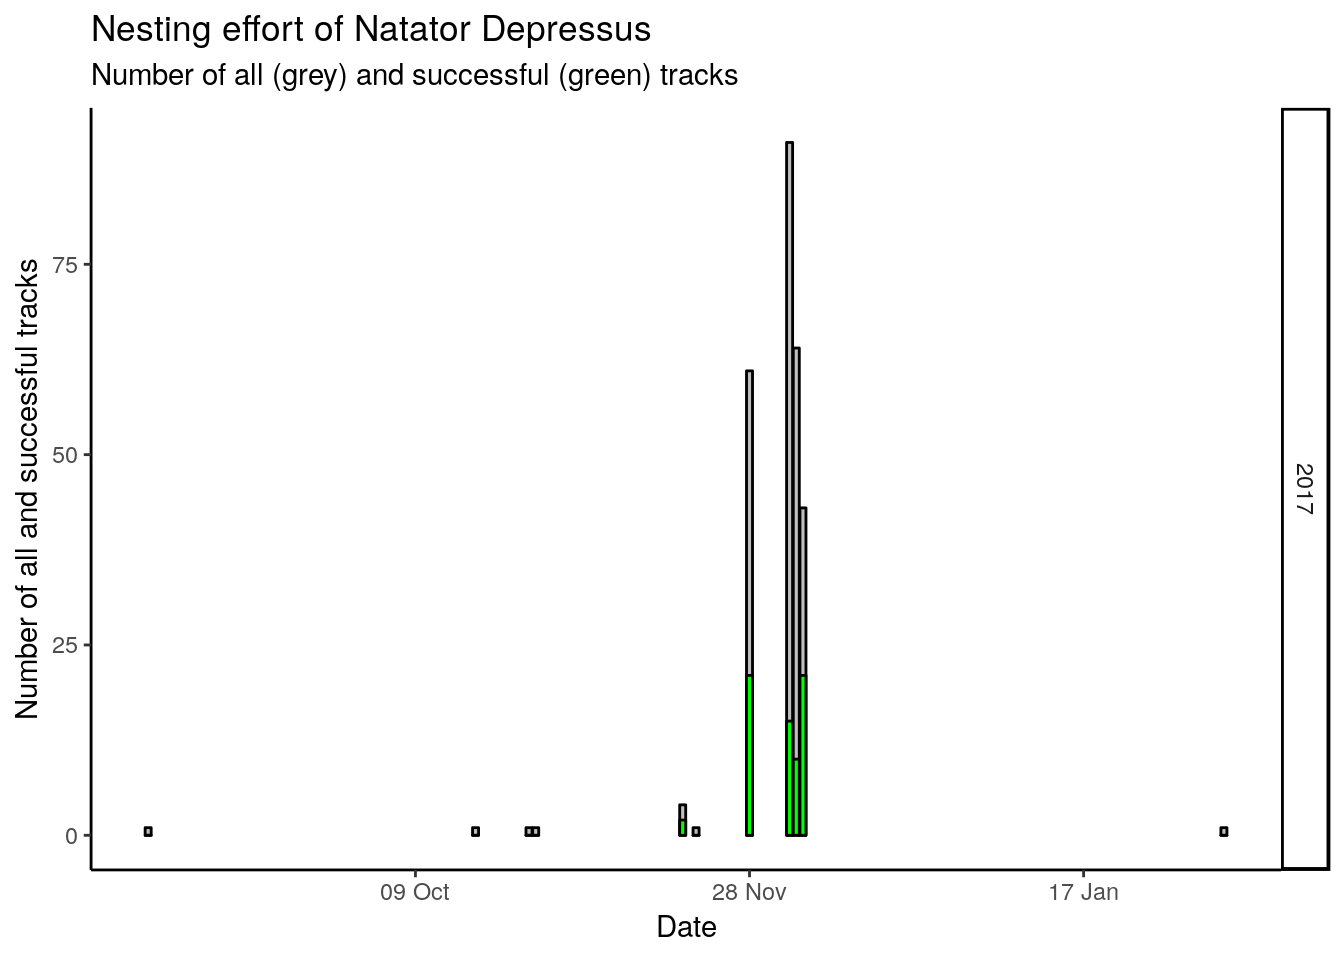 Nesting effort of Natator Depressus
Number of all (grey) and successful (green) tracks
Number of all and successful tracks
75
50
25
0
09 Oct
28 Nov
17 Jan
Date
2017